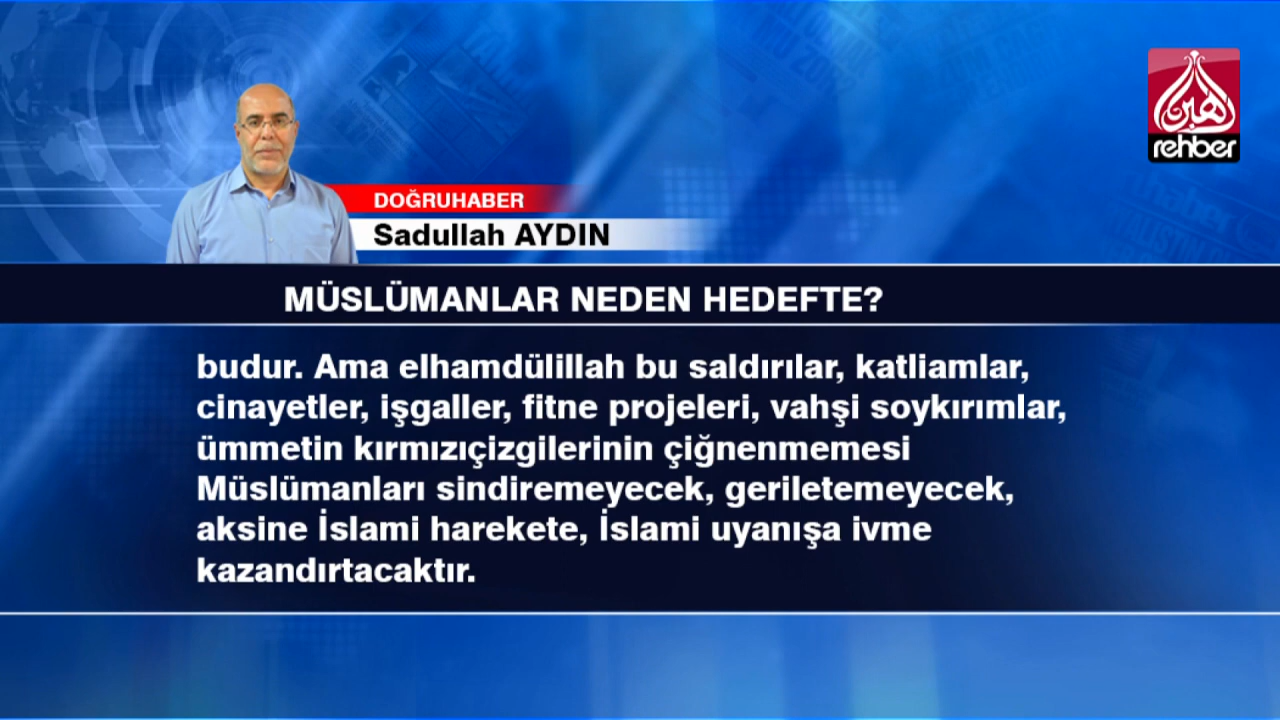 رهبر
rehber
DOĞRUHABER
Sadullah AYDIN
MÜSLÜMANLAR NEDEN HEDEFTE?
budur. Ama elhamdülillah bu saldırılar, katliamlar,
cinayetler, işgaller, fitne projeleri, vahşi soykırımlar,
ümmetin kırmızıçizgilerinin çiğnenmemesi
Müslümanları sindiremeyecek, geriletemeyecek,
aksine İslami harekete, İslami uyanışa ivme
kazandırtacaktır.